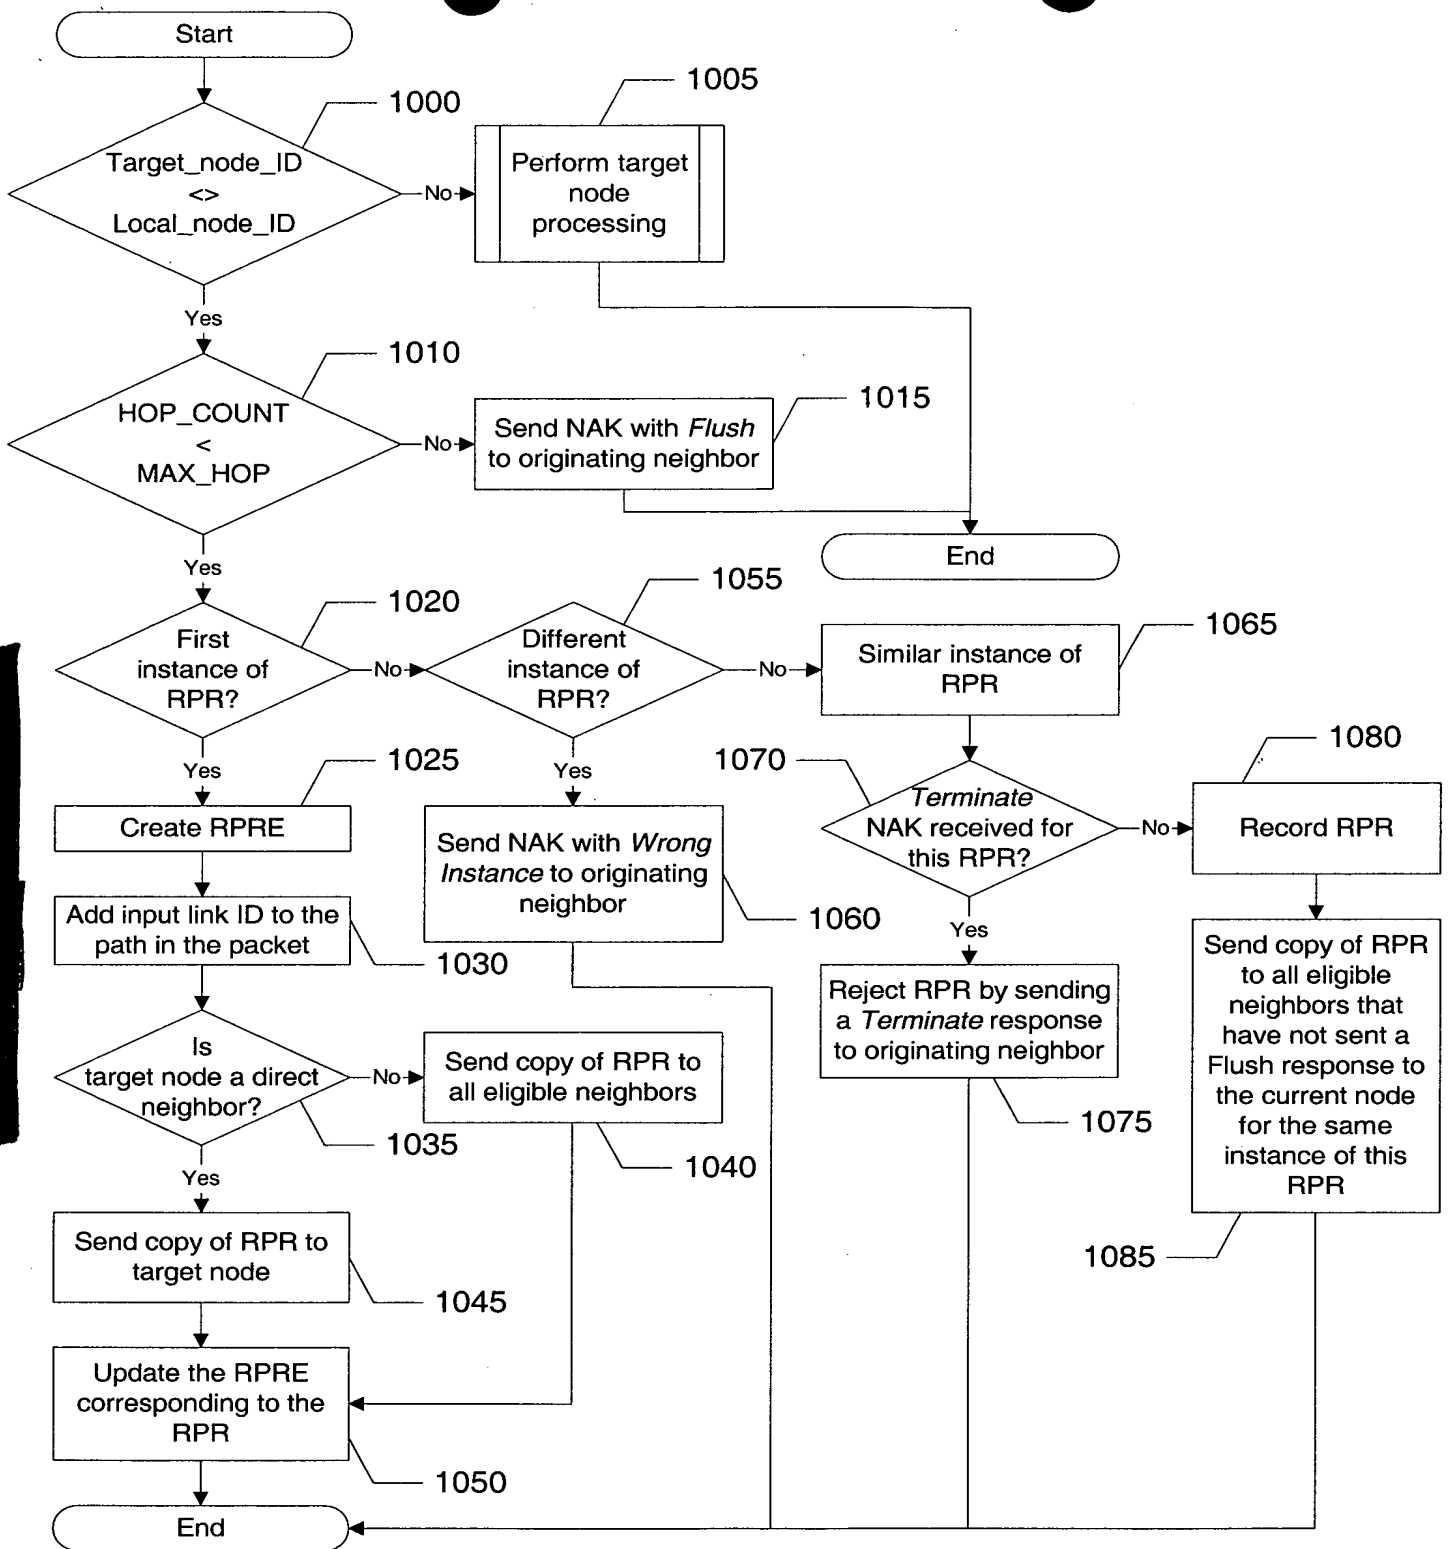 Start
1005
1000
Target_node_ID
<>
Local_node_ID
No
Perform target
node
processing
Yes
1010
HOP_COUNT
<
MAX_HOP
No
1015
Send NAK with Flush
to originating neighbor
End
Yes
1020
First
instance of
RPR?
No
1055
Different
instance of
RPR?
No
1065
Similar instance of
RPR
Yes
1025
Create RPRE
Yes
Send NAK with Wrong
Instance to originating
neighbor
1060
1070
Terminate
NAK received for
this RPR?
No
1080
Record RPR
Add input link ID to the
path in the packet
1030
Yes
Reject RPR by sending
a Terminate response
to originating neighbor
1075
Send copy of RPR
to all eligible
neighbors that
have not sent a
Flush response to
the current node
for the same
instance of this
RPR
1085
Is
target node a direct
neighbor?
1035
No
Send copy of RPR to
all eligible neighbors
1040
Yes
Send copy of RPR to
target node
1045
Update the RPRE
corresponding to the
RPR
1050
End